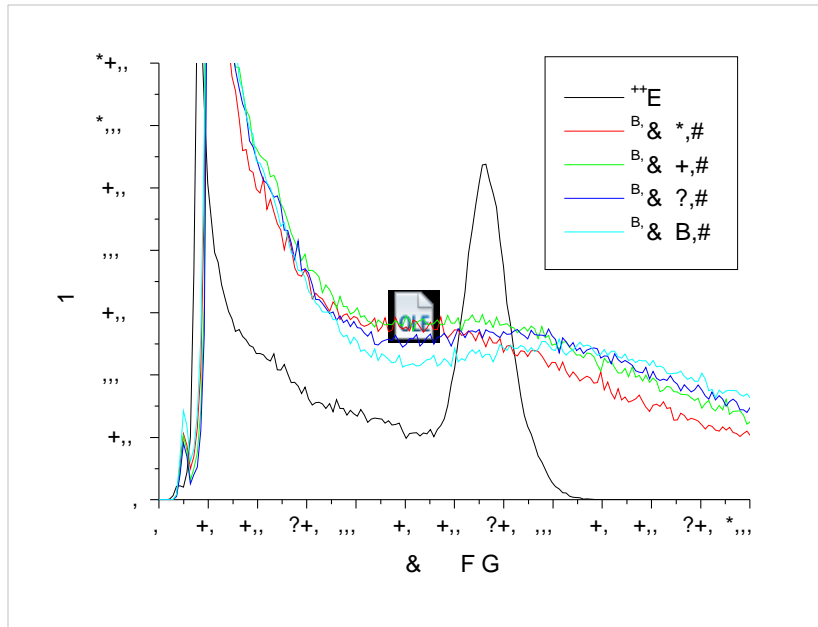 *+,,
*,,,
+,,
,,,
+,,
,,,
+,,
,
1
++E
B, & *,#
B, & +,#
B, & ?,#
B, & B,#
OLE
, +, +,, ?+, ,,, +, +,, ?+, ,,, +, +,, ?+, *,,,
& F G